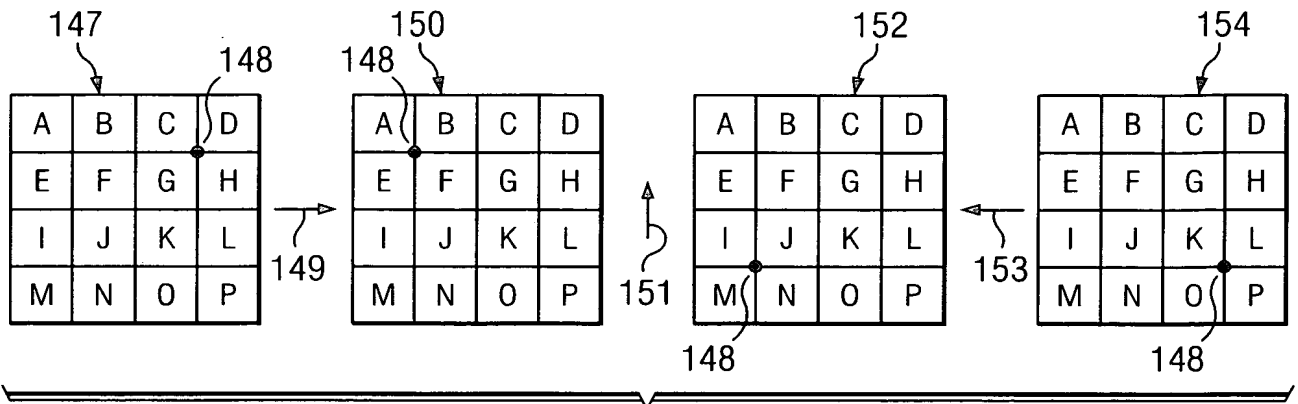 147 150 152 154
148 148
A B C D A B C D A B C D A B C D
E F G H E F G H E F G H E F G H
I J K L I J K L I J K L I J K L
149 151 153
M N O P M N O P M N O P M N O P
148 148